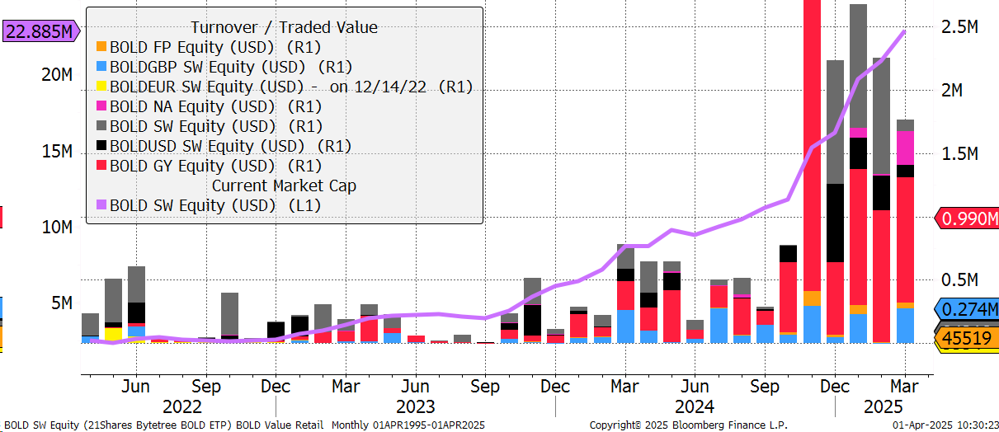 Turnover / Traded Value
BOLD FP Equity (USD) (R1)
BOLDGBP SW Equity (USD) (R1)
BOLDEUR SW Equity (USD) - on 12/14/22 (R1)
BOLD NA Equity (USD) (R1)
BOLD SW Equity (USD) (R1)
BOLDUSD SW Equity (USD) (R1)
BOLD GY Equity (USD) (R1)
Current Market Cap
BOLD SW Equity (USD) (L1)
22.885M
20M
15M
10M
5M
2.5M
2M
1.5M
0.990M
0.5M
0.274M
45519
Jun Sep Dec Mar Jun Sep Dec Mar Jun Sep Dec Mar
2022 2023 2024 2025
BOLD SW Equity (21Shares Bytetree BOLD ETP) BOLD Value Retail Monthly 01APR1995-01APR2025 Copyright© 2025 Bloomberg Finance L.P. 01-Apr-2025 10:30:23